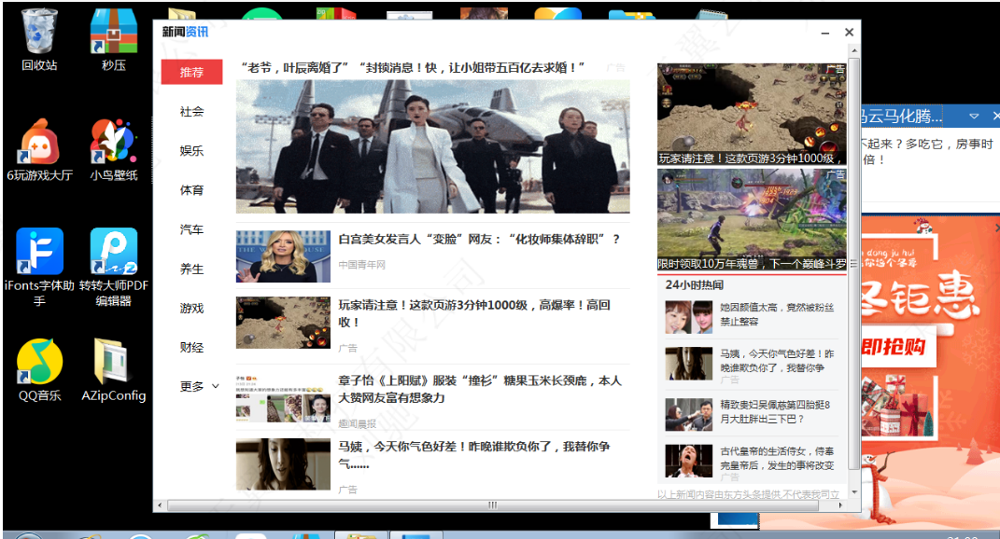 回收站
秒压
6玩游戏大厅
小鸟壁纸
iFonts字体助
手
转转大师PDF
编辑器
QQ音乐
AZipConfig
新闻资讯
推荐
社会
娱乐
体育
汽车
养生
游戏
财经
更多
“老爷，叶辰离婚了”“封锁消息！快，让小姐带五百亿去求婚！”
广告
白宫美女发言人“变脸”网友：“化妆师集体辞职”？
中国青年网
玩家请注意！这款页游3分钟1000级，高爆率！高回
收！
广告
章子怡《上阳赋》服装“撞衫”糖果玉米长颈鹿，本人
大赞网友富有想象力
趣闻晨报
马姨，今天你气色好差！昨晚谁欺负你了，我替你争
气......
广告
广告
玩家请注意！这款页游3分钟1000级，
广告
限时领取10万年魂兽，下一个巅峰斗罗
24小时热闻
她因颜值太高，竟然被粉丝
禁止整容
马姨，今天你气色好差！昨
晚谁欺负你了，我替你争
广告
精致贵妇吴佩慈第四胎挺8
月大肚胖出三下巴？
古代皇帝的生活侍女，侍奉
完皇帝后，发生的事将改变
广告
以上新闻内容由东方头条提供,不代表我司立
马云马化腾...
不起来？多吃它，房事时
倍！
dong ju hui
冬钜惠
即抢购